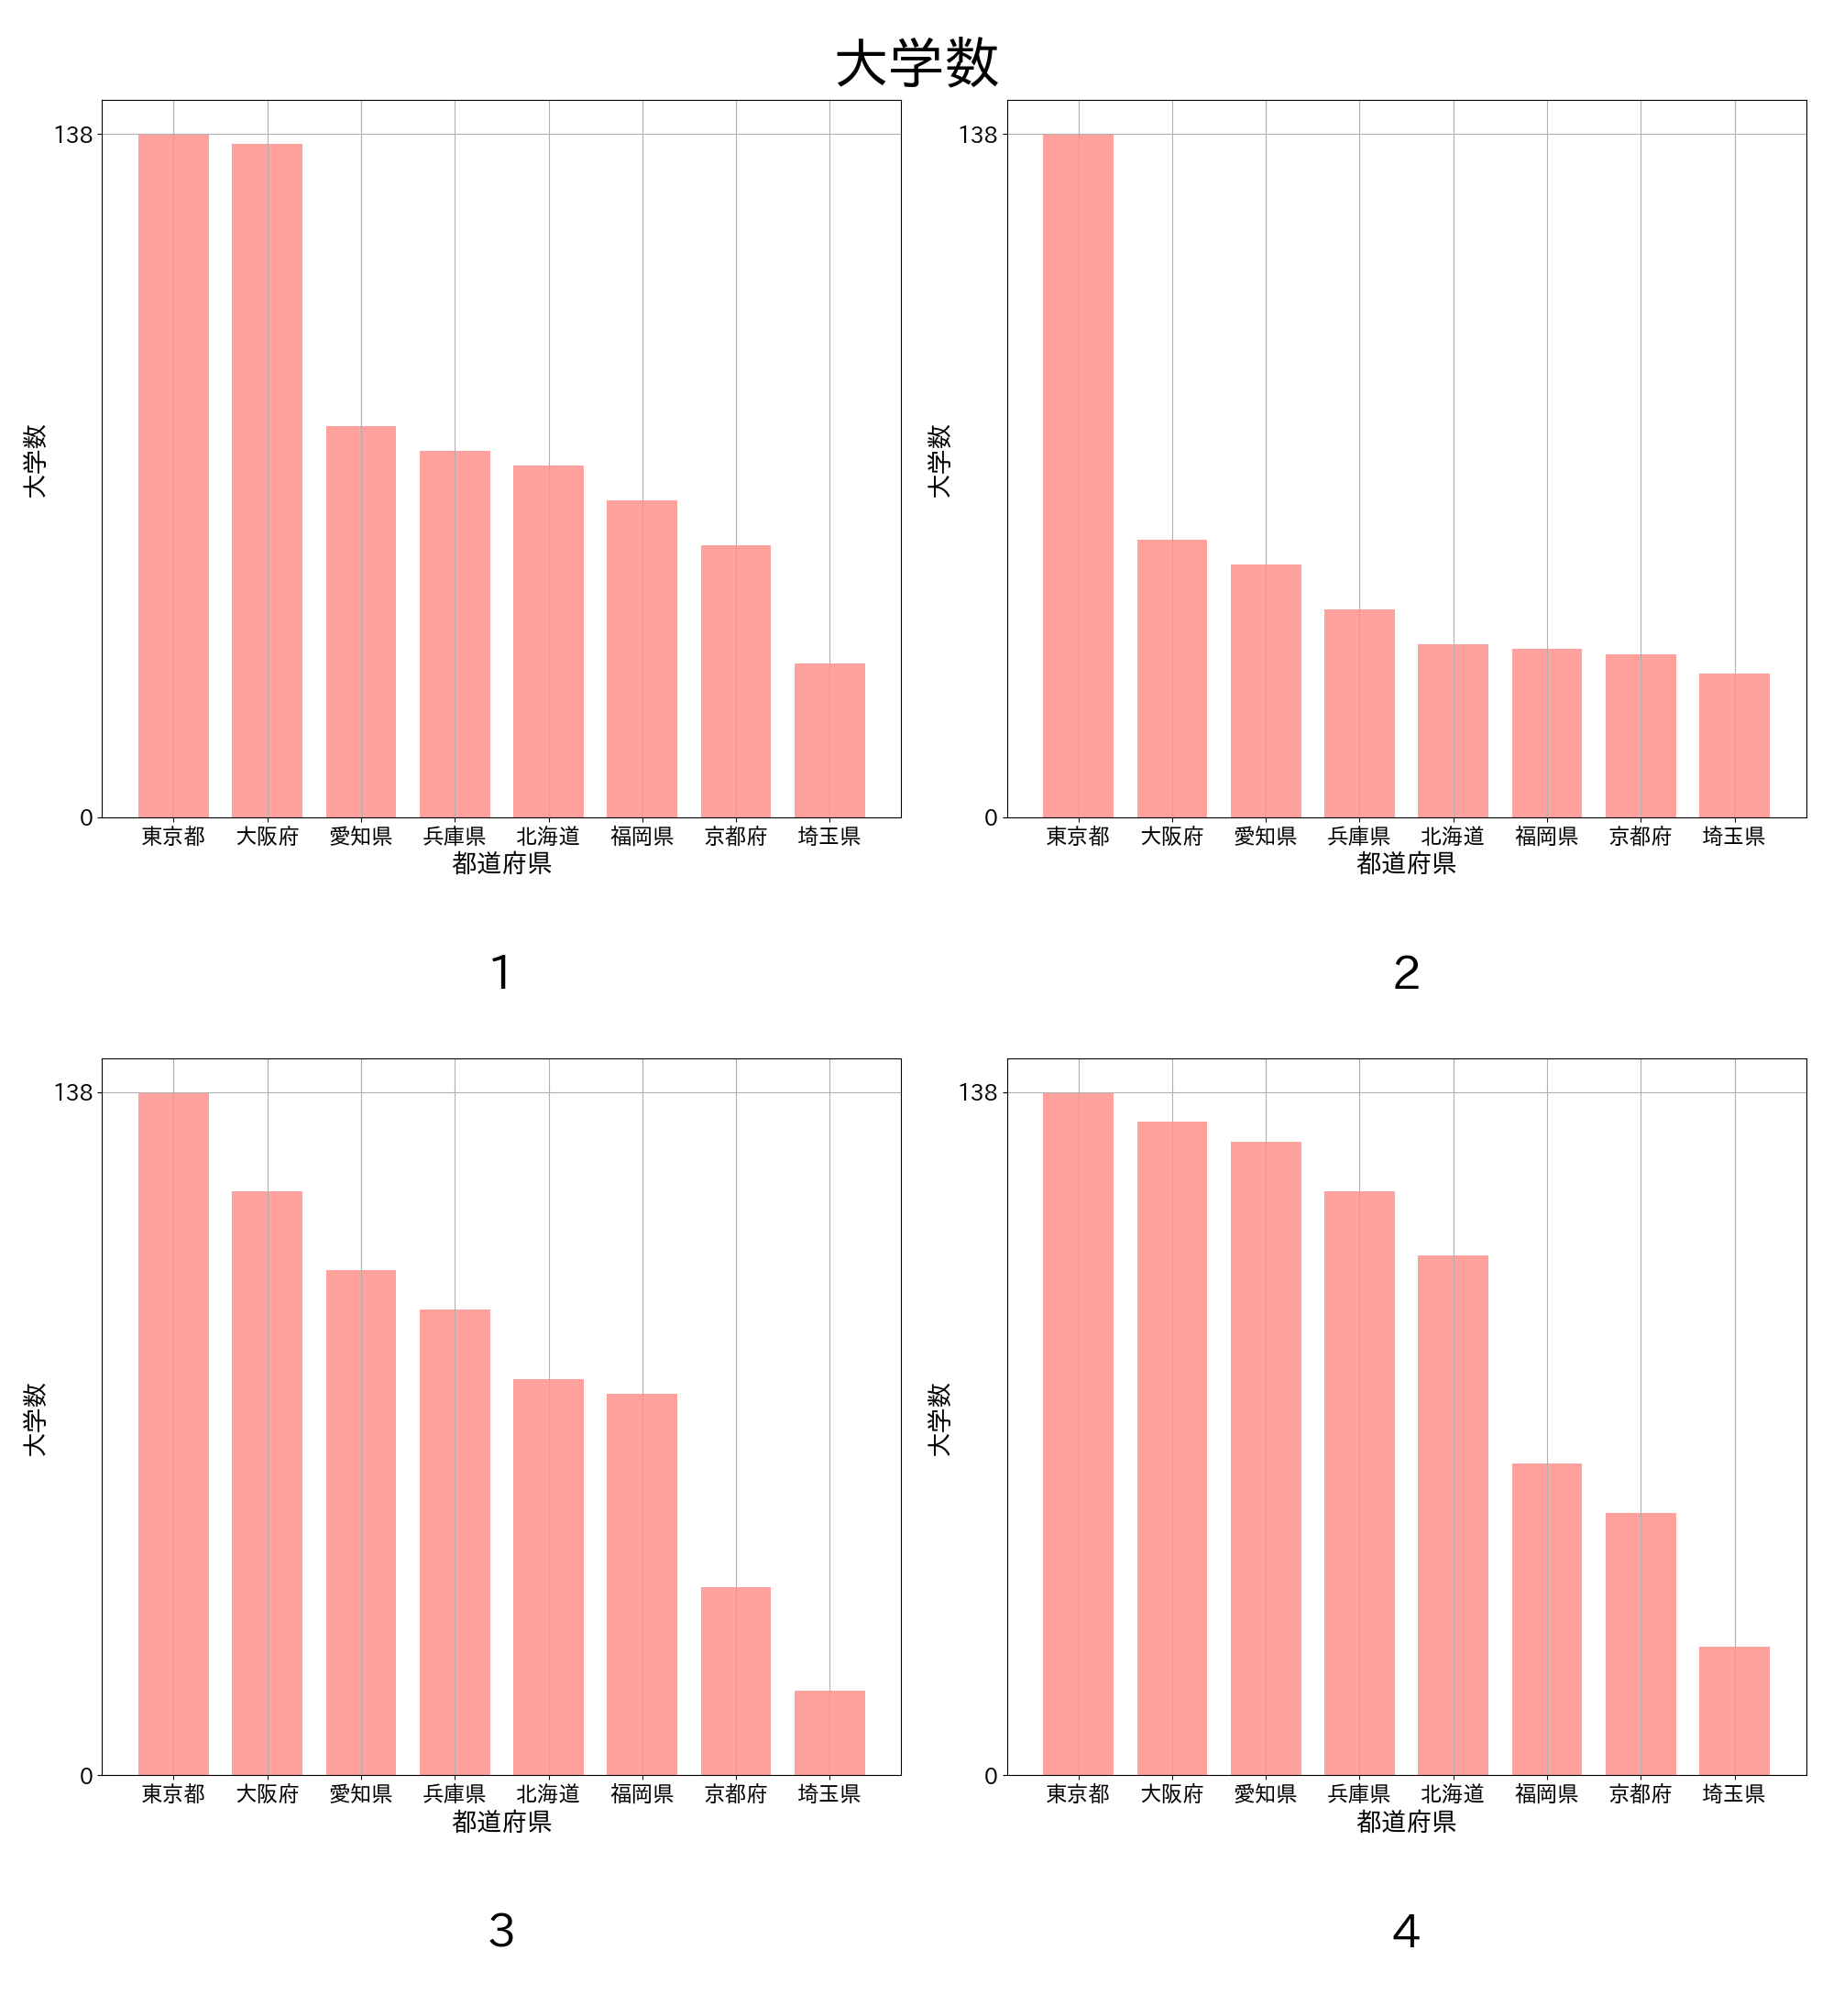 大学数
138
0
大学数
東京都 大阪府 愛知県 兵庫県 北海道 福岡県 京都府 埼玉県
都道府県
1
138
0
大学数
東京都 大阪府 愛知県 兵庫県 北海道 福岡県 京都府 埼玉県
都道府県
2
138
0
大学数
東京都 大阪府 愛知県 兵庫県 北海道 福岡県 京都府 埼玉県
都道府県
3
138
0
大学数
東京都 大阪府 愛知県 兵庫県 北海道 福岡県 京都府 埼玉県
都道府県
4